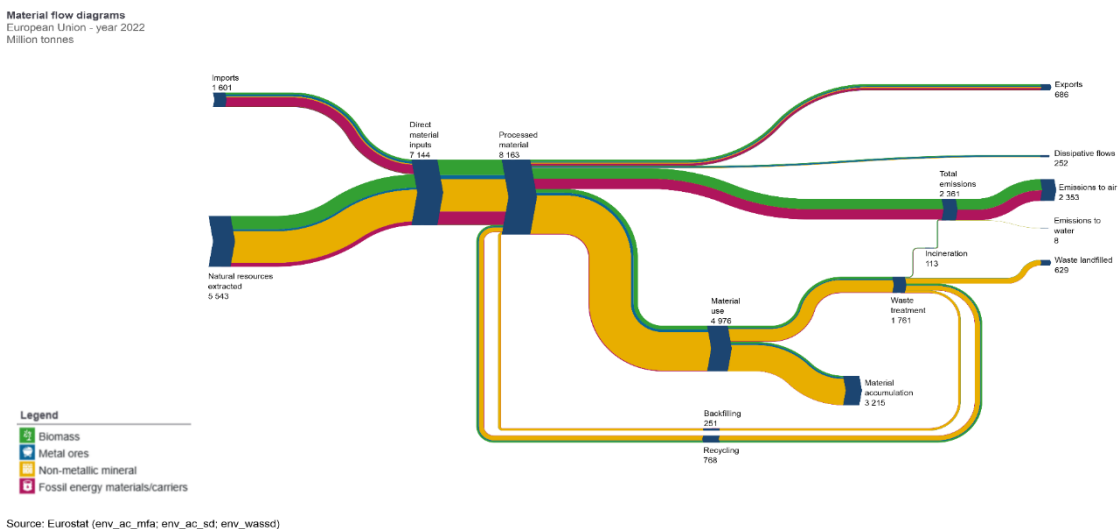 Material flow diagrams
European Union - year 2022
Million tonnes
Imports
1 601
Exports
686
Direct
material
inputs
7 144
Processed
material
8 163
Dissipative flows
252
Total
emissions
2 361
Emissions to air
2 353
Emissions to
water
8
Incineration
113
Waste landfilled
629
Natural resources
extracted
5 543
Material
use
4 976
Waste
treatment
1 761
Material
accumulation
3 215
Backfilling
251
Recycling
768
Legend
Biomass
Metal ores
Non-metallic mineral
Fossil energy materials/carriers
Source: Eurostat (env_ac_mfa; env_ac_sd; env_wassd)